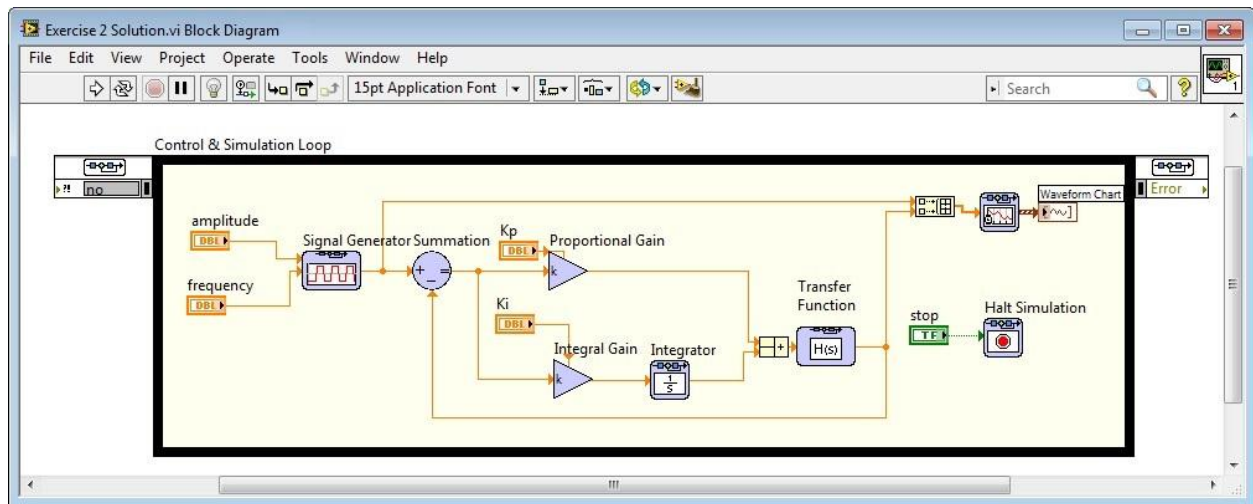 Exercise 2 Solution.vi Block Diagram
File Edit View Project Operate Tools Window Help
15pt Application Font
Search
1
Control & Simulation Loop
?! no
Error
amplitude
DBL
frequency
DBL
Signal Generator
Summation
+
-
=
Kp
DBL
Proportional Gain
k
Ki
DBL
Integral Gain
k
Integrator
1
s
+
Transfer
Function
H(s)
Waveform Chart
stop
TF
Halt Simulation